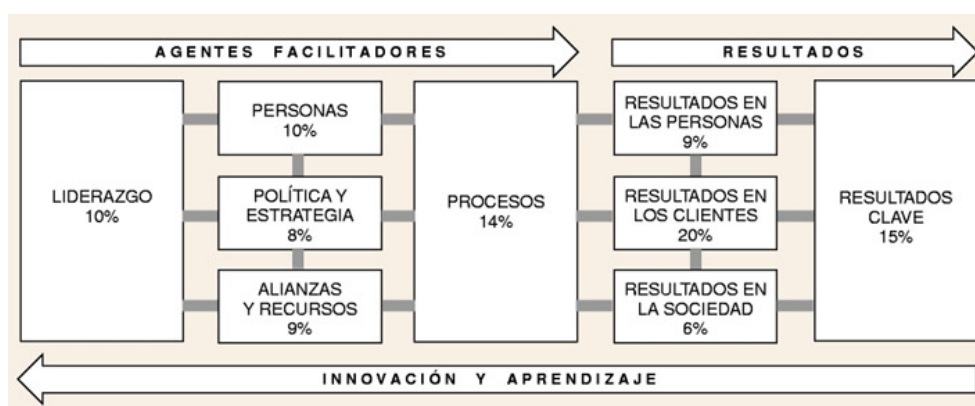 AGENTES FACILITADORES
RESULTADOS
LIDERAZGO
10%
PERSONAS
10%
POLÍTICA Y
ESTRATEGIA
8%
ALIANZAS
Y RECURSOS
9%
PROCESOS
14%
RESULTADOS EN
LAS PERSONAS
9%
RESULTADOS EN
LOS CLIENTES
20%
RESULTADOS EN
LA SOCIEDAD
6%
RESULTADOS
CLAVE
15%
INNOVACIÓN Y APRENDIZAJE